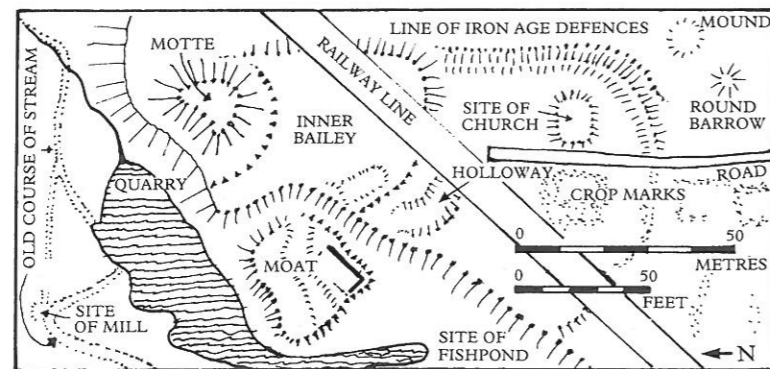 LINE OF IRON AGE DEFENCES
MOUND
MOTTE
RAILWAY LINE
SITE OF
CHURCH
ROUND
BARROW
INNER
BAILEY
OLD COURSE OF STREAM
QUARRY
HOLLOWAY
ROAD
CROP MARKS
0
50
METRES
MOAT
0
50
FEET
SITE
OF MILL
SITE OF
FISHPOND
N